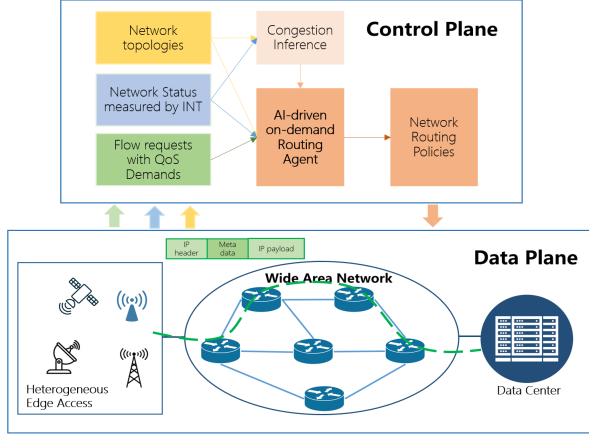 Control Plane
Network
topologies
Congestion
Inference
Network Status
measured by INT
AI-driven
on-demand
Routing
Agent
Network
Routing
Policies
Flow requests
with QoS
Demands
Data Plane
IP
header
Meta
data
IP payload
Wide Area Network
Heterogeneous
Edge Access
Data Center